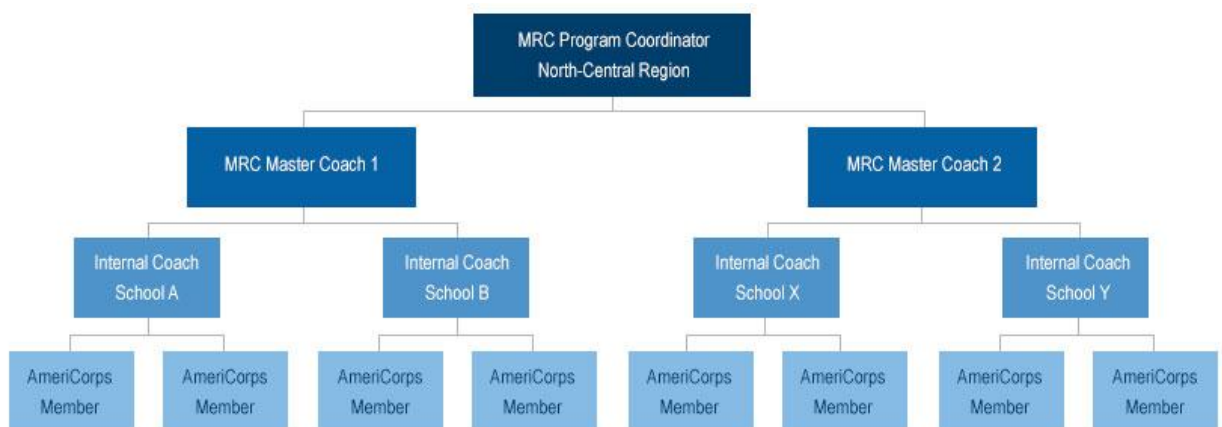 MRC Program Coordinator
North-Central Region
MRC Master Coach 1
MRC Master Coach 2
Internal Coach
School A
Internal Coach
School B
Internal Coach
School X
Internal Coach
School Y
AmeriCorps
Member
AmeriCorps
Member
AmeriCorps
Member
AmeriCorps
Member
AmeriCorps
Member
AmeriCorps
Member
AmeriCorps
Member
AmeriCorps
Member